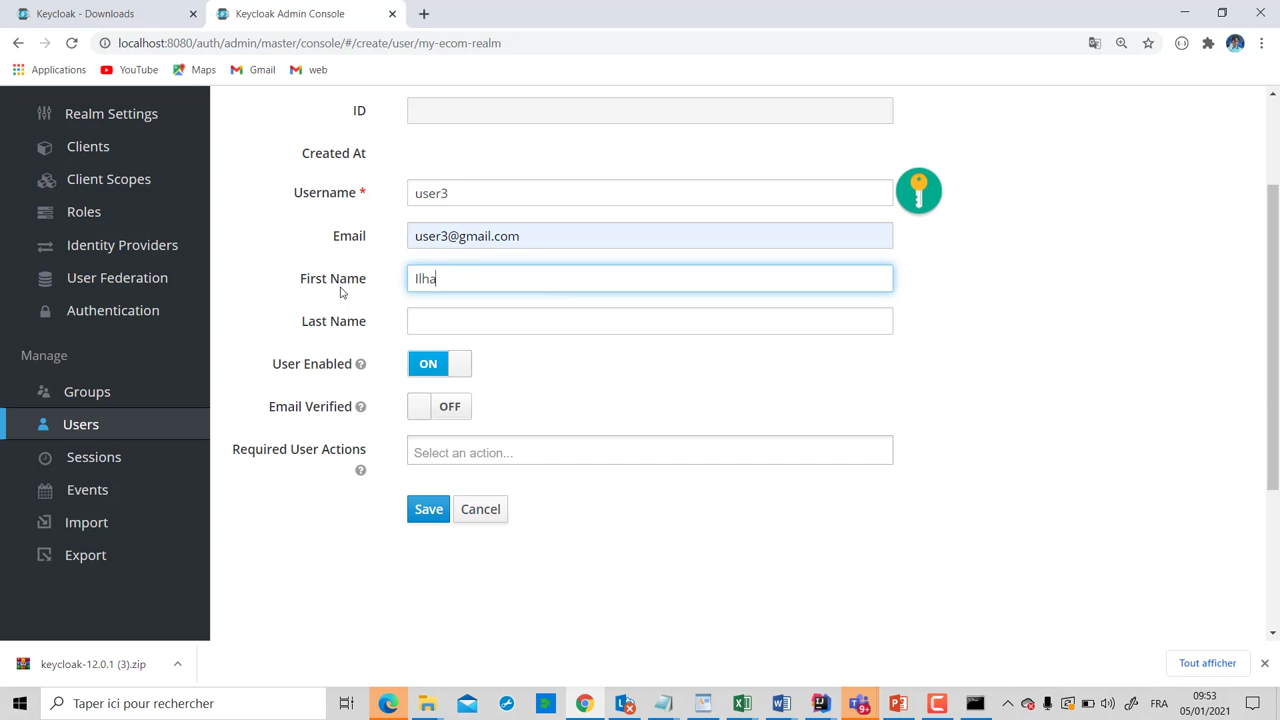 Keycloak - Downloads
Keycloak Admin Console
localhost:8080/auth/admin/master/console/#/create/user/my-ecom-realm
Applications
YouTube
Maps
Gmail
web
Realm Settings
Clients
Client Scopes
Roles
Identity Providers
User Federation
Authentication
Manage
Groups
Users
Sessions
Events
Import
Export
ID
Created At
Username * user3
Email user3@gmail.com
First Name Ilha
Last Name
User Enabled ON
Email Verified OFF
Required User Actions Select an action...
Save Cancel
keycloak-12.0.1 (3).zip
Tout afficher
Taper ici pour rechercher
FRA
09:53
05/01/2021